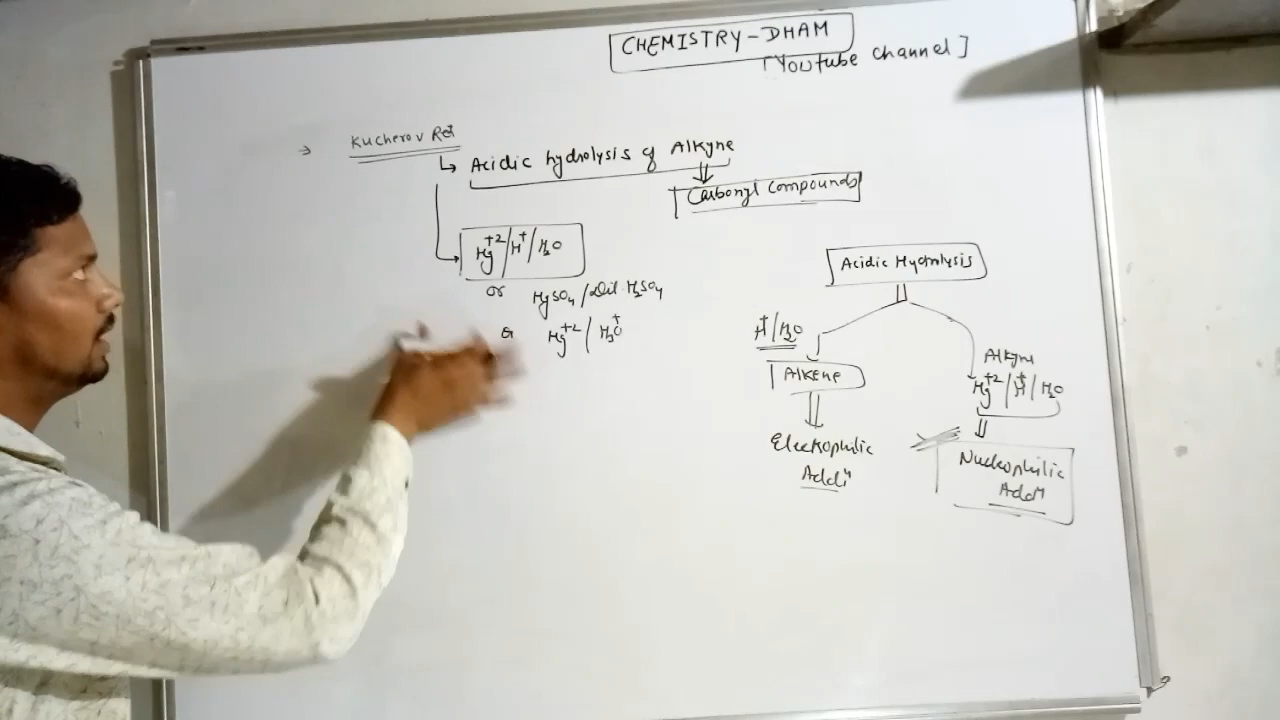 CHEMISTRY-DHAM
[Youtube channel]
→ Kucherov Rxn
↳ Acidic hydrolysis of Alkyne
⇓
Carbonyl Compounds
Hg+2/H+/H2O
or HgSO4/Dil. H2SO4
or Hg+2/H3O+
Acidic Hydrolysis
H+/H2O
Alkene
⇓
Electrophilic
Addn
Alkyne
Hg+2/H+/H2O
⇓
Nucleophilic
Addn